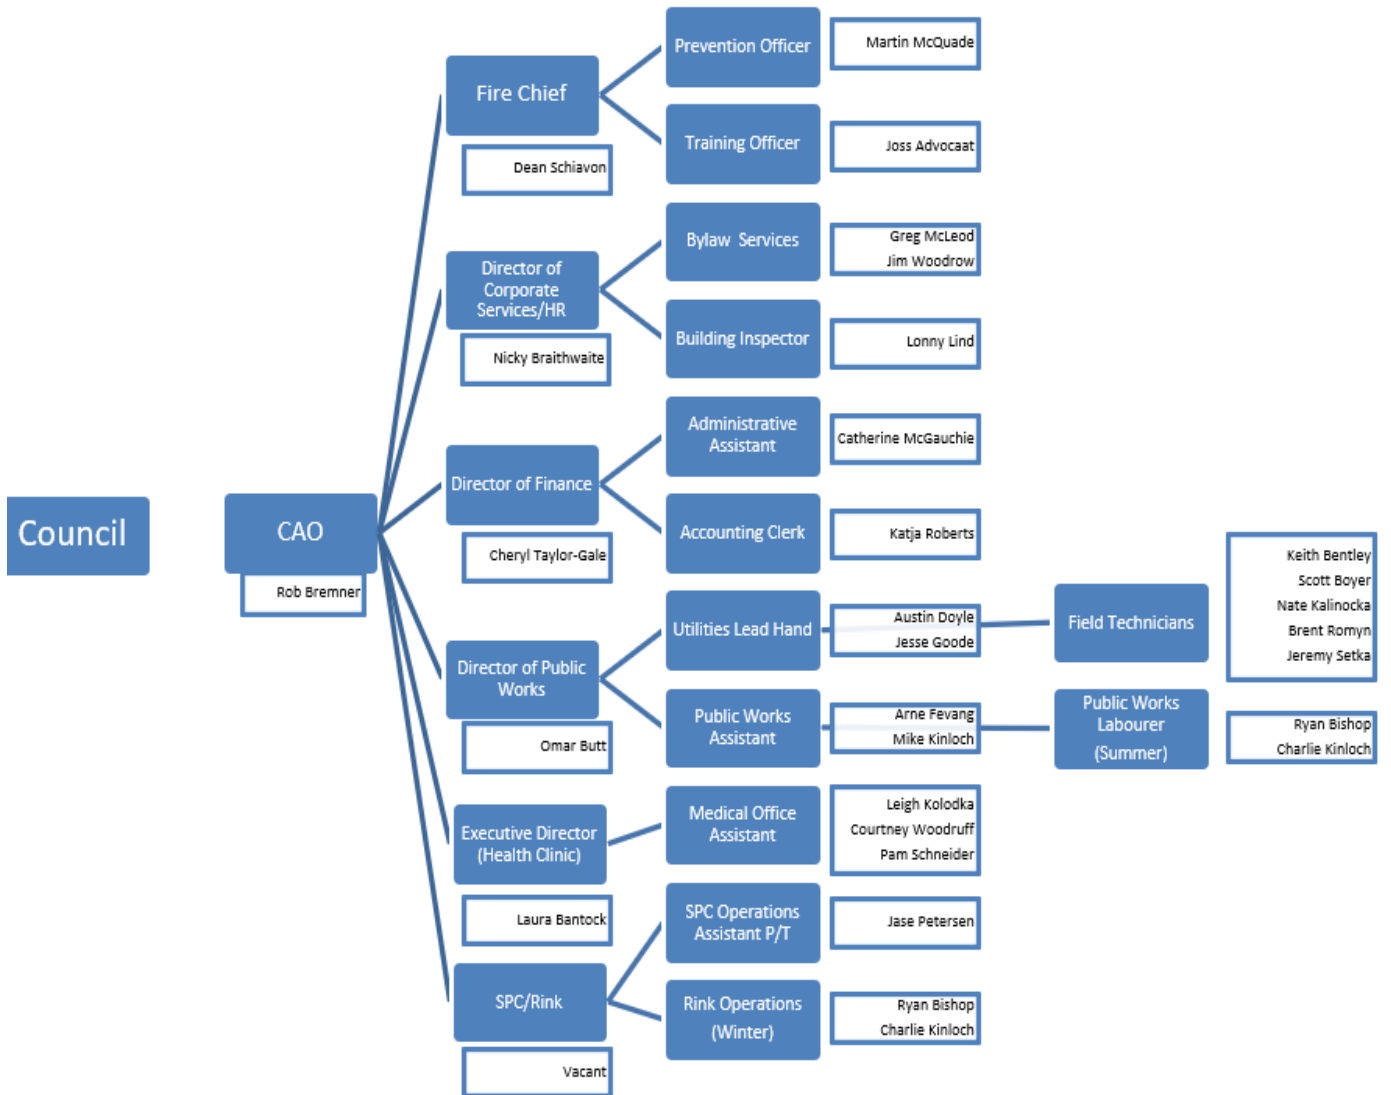 Council
CAO
Rob Bremner
Fire Chief
Dean Schiavon
Prevention Officer
Martin McQuade
Training Officer
Joss Advocaat
Director of
Corporate
Services/HR
Nicky Braithwaite
Bylaw Services
Greg McLeod
Jim Woodrow
Building Inspector
Lonny Lind
Director of Finance
Cheryl Taylor-Gale
Administrative
Assistant
Catherine McGauchie
Accounting Clerk
Katja Roberts
Director of Public
Works
Omar Butt
Utilities Lead Hand
Austin Doyle
Jesse Goode
Field Technicians
Keith Bentley
Scott Boyer
Nate Kalinocka
Brent Romyn
Jeremy Setka
Public Works
Assistant
Arne Fevang
Mike Kinloch
Public Works
Labourer
(Summer)
Ryan Bishop
Charlie Kinloch
Executive Director
(Health Clinic)
Laura Bantock
Medical Office
Assistant
Leigh Kolodka
Courtney Woodruff
Pam Schneider
SPC/Rink
Vacant
SPC Operations
Assistant P/T
Jase Petersen
Rink Operations
(Winter)
Ryan Bishop
Charlie Kinloch